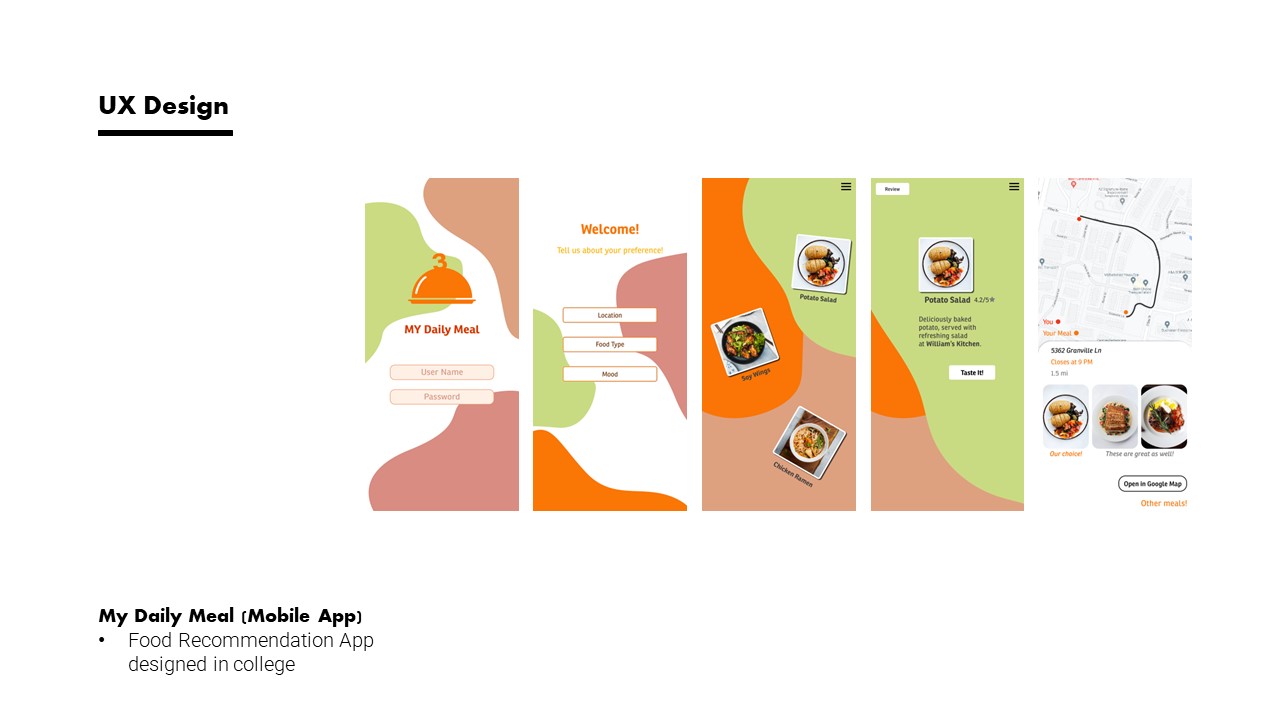 UX Design
3
MY Daily Meal
User Name
Password
Welcome!
Tell us about your preference!
Location
Food Type
Mood
Potato Salad
Soy Wings
Chicken Ramen
Review
Potato Salad 4.2/5☆
Deliciously baked
potato, served with
refreshing salad
at William's Kitchen.
Taste It!
You
Your Meal
5362 Granville Ln
Closes at 9 PM
1.5 mi
Our choice!
These are great as well!
Open in Google Map
Other meals!
My Daily Meal (Mobile App)
• Food Recommendation App
designed in college